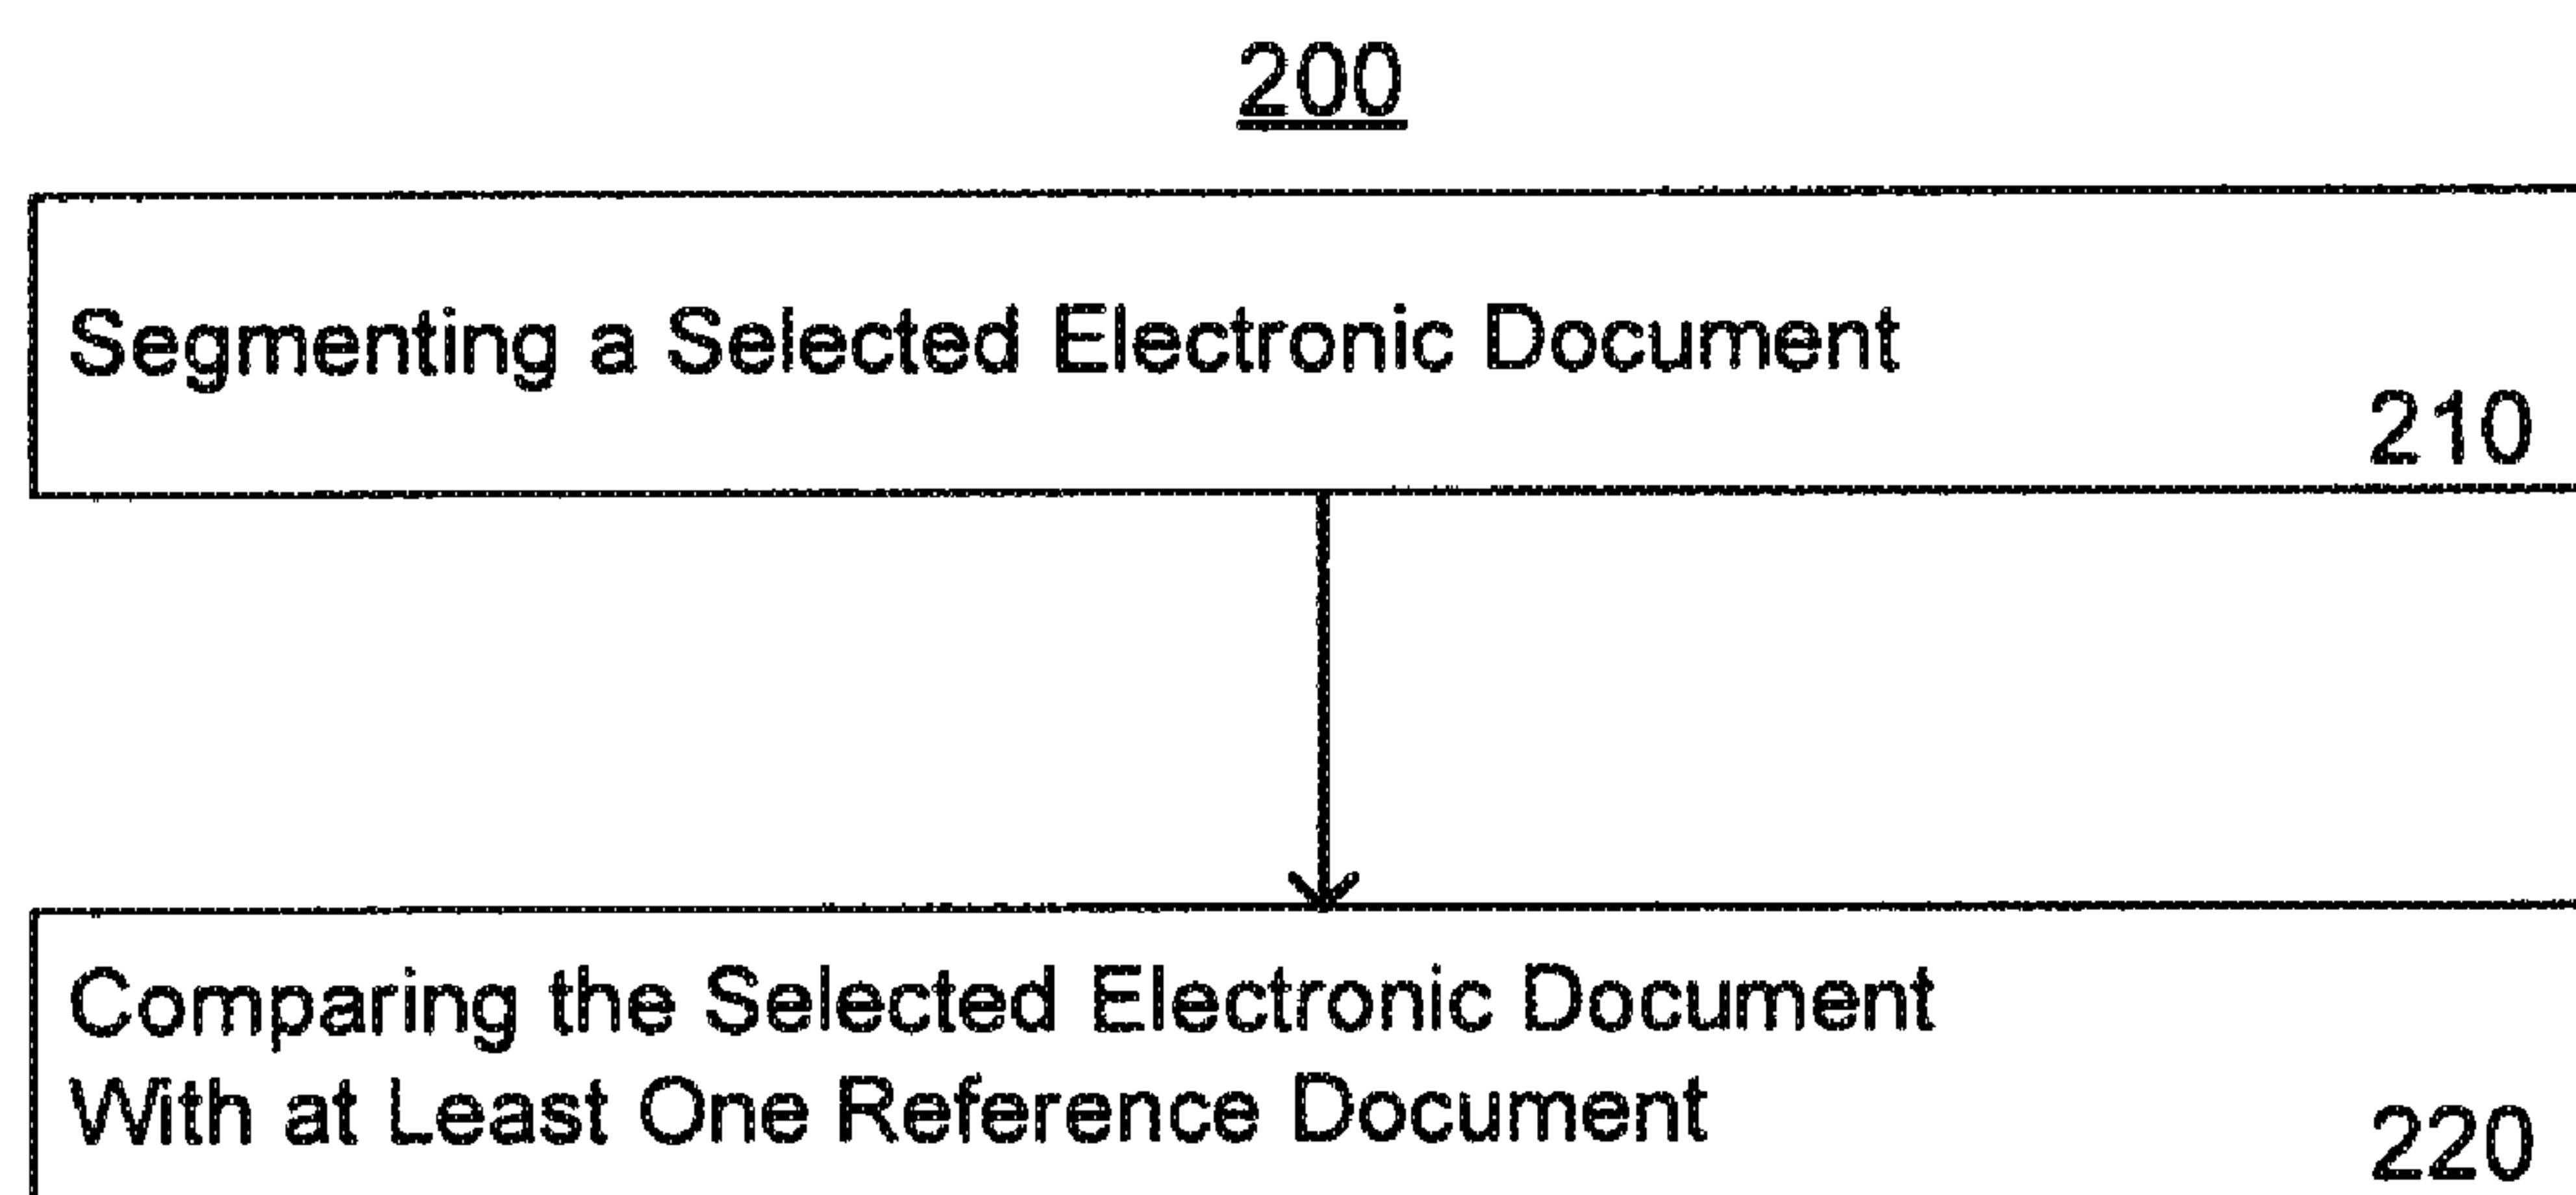 200
Segmenting a Selected Electronic Document
210
Comparing the Selected Electronic Document
With at Least One Reference Document
220